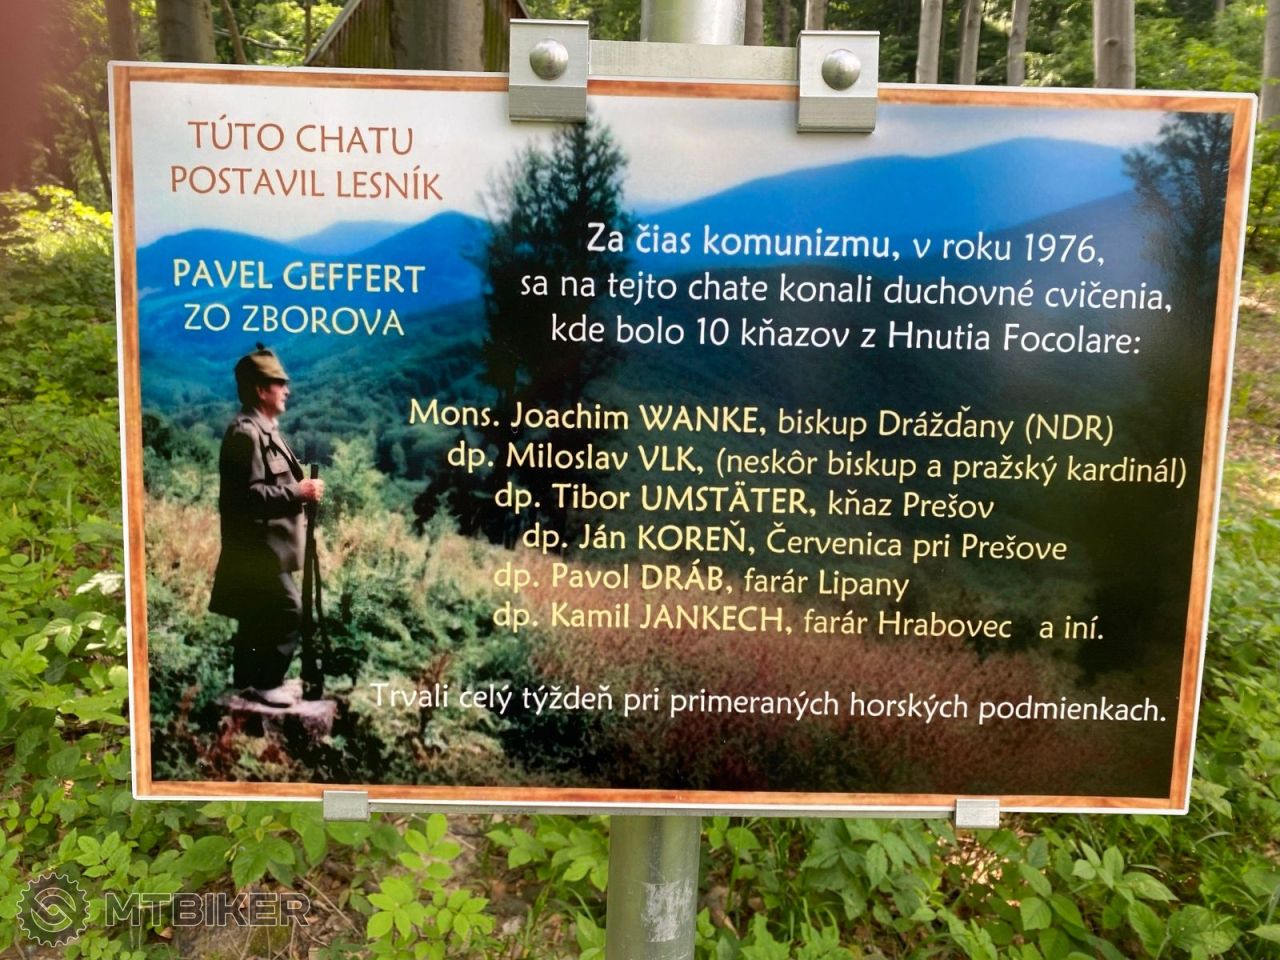 TÚTO CHATU
POSTAVIL LESNÍK
PAVEL GEFFERT
ZO ZBOROVA
Za čias komunizmu, v roku 1976,
sa na tejto chate konali duchovné cvičenia,
kde bolo 10 kňazov z Hnutia Focolare:
Mons. Joachim WANKE, biskup Drážďany (NDR)
dp. Miloslav VLK, (neskôr biskup a pražský kardinál)
dp. Tibor UMSTÄTER, kňaz Prešov
dp. Ján KOREŇ, Červenica pri Prešove
dp. Pavol DRÁB, farár Lipany
dp. Kamil JANKECH, farár Hrabovec a iní.
Trvali celý týždeň pri primeraných horských podmienkach.
MTBIKER